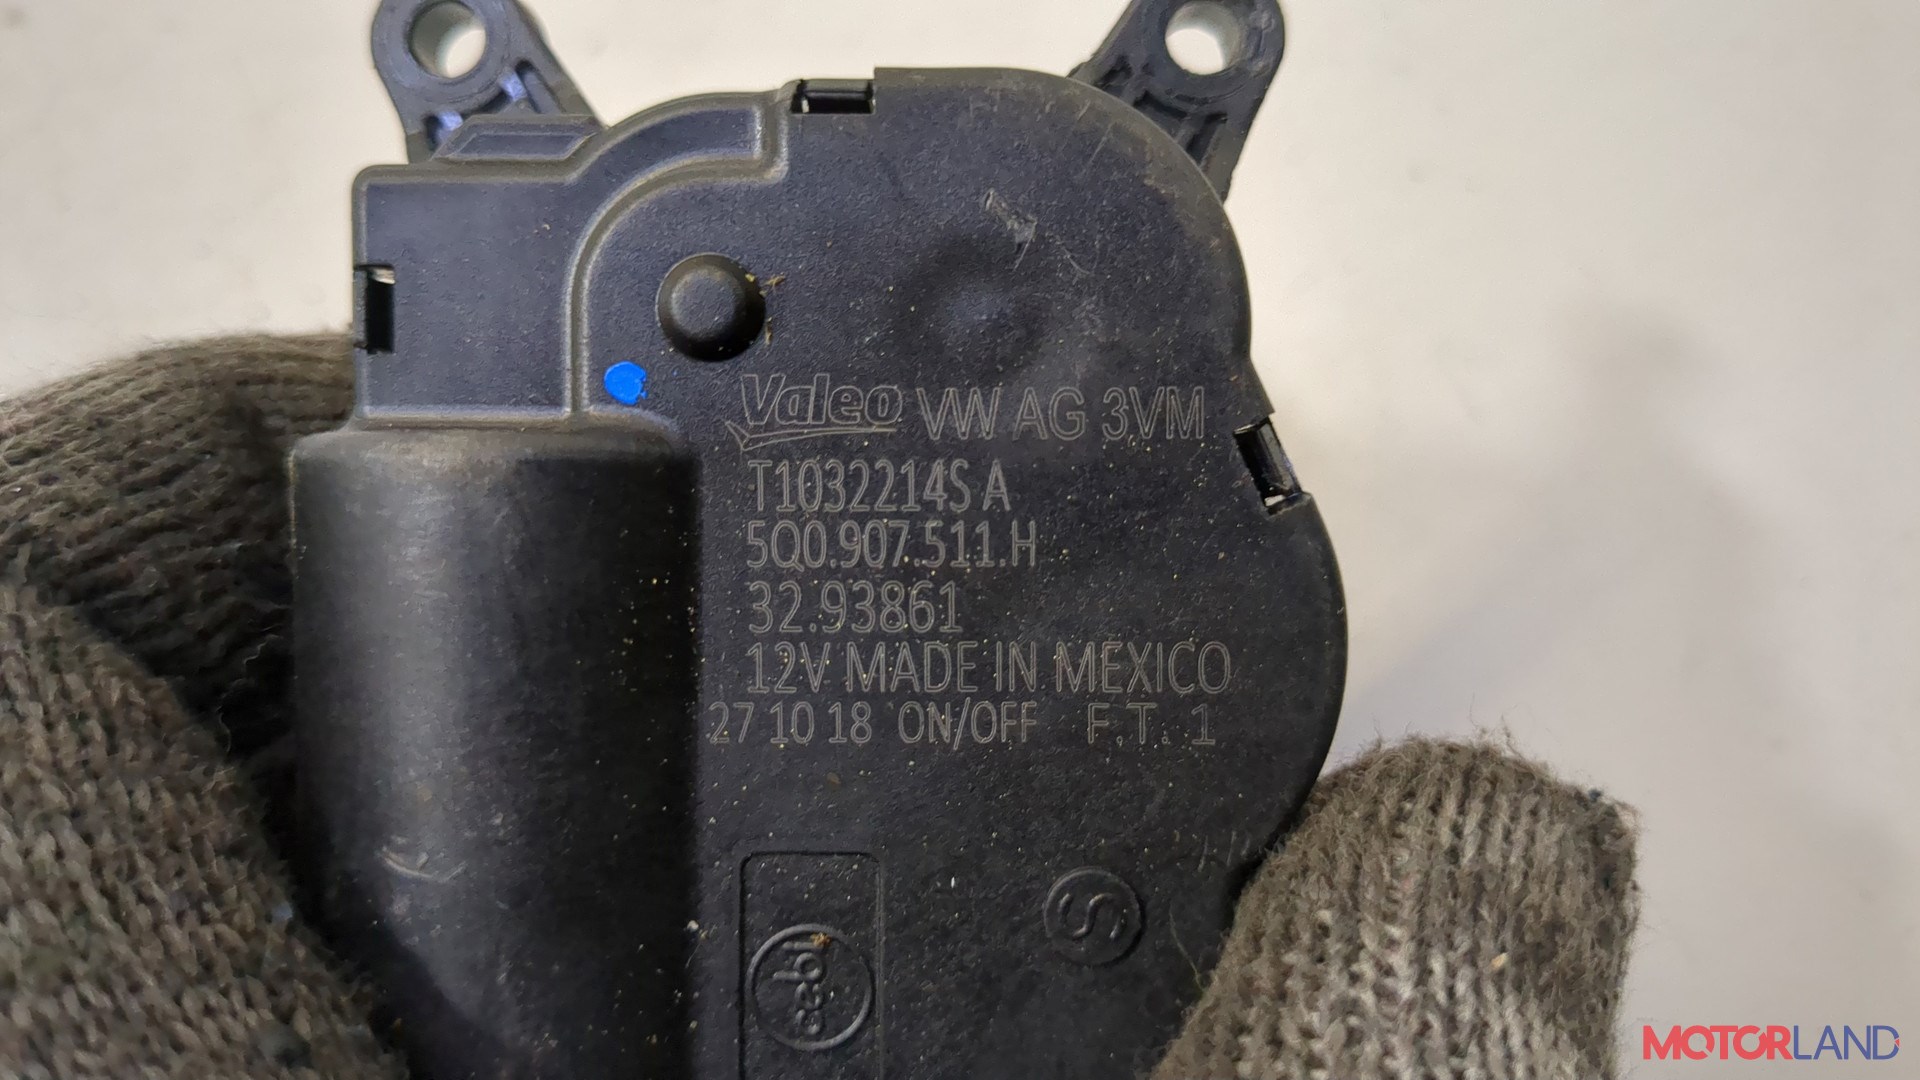 Valeo VW AG 3VM
T1032214S A
5Q0.907.511.H
32.93861
12V MADE IN MEXICO
27 10 18 ON/OFF F.T. 1
S
MOTORLAND